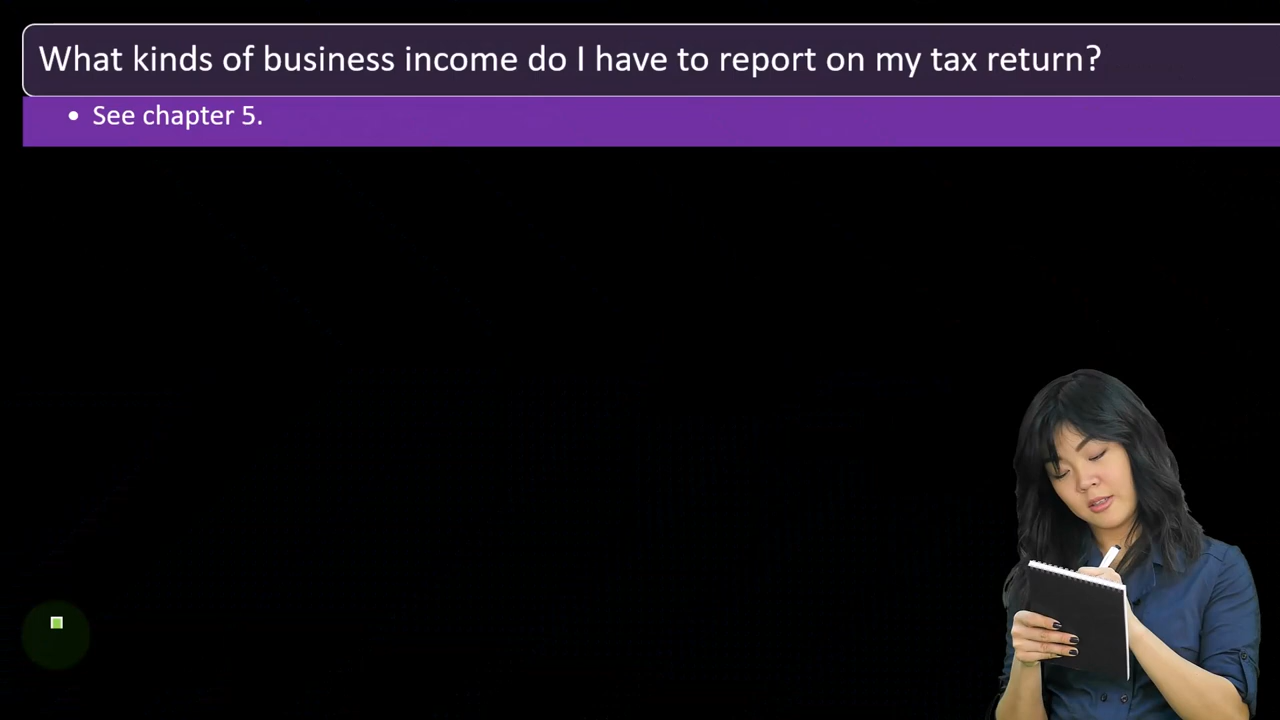 What kinds of business income do I have to report on my tax return?
• See chapter 5.